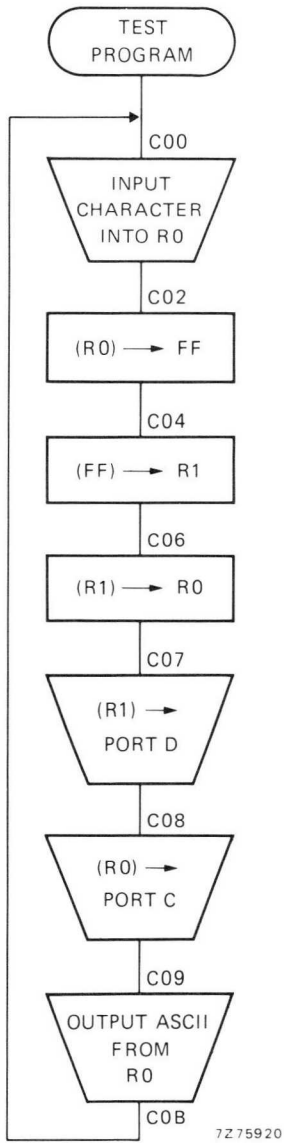 TEST
PROGRAM
C00
INPUT
CHARACTER
INTO R0
C02
(R0) → FF
C04
(FF) → R1
C06
(R1) → R0
C07
(R1) →
PORT D
C08
(R0) →
PORT C
C09
OUTPUT ASCII
FROM
R0
C0B
7Z75920